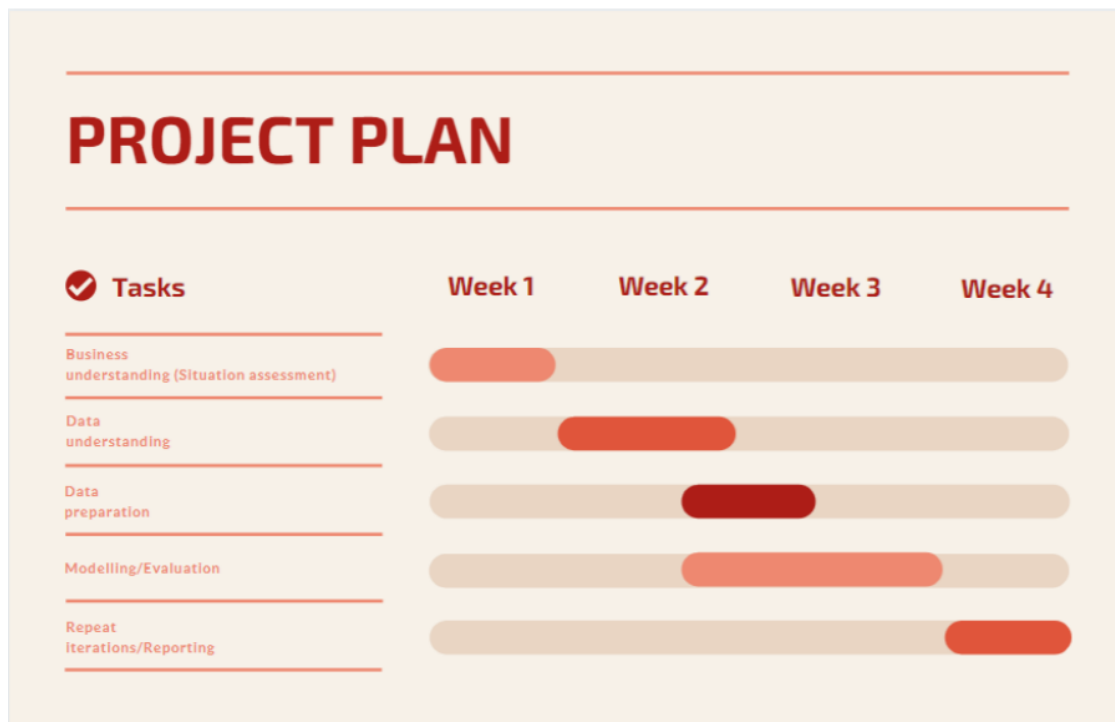 PROJECT PLAN
Tasks
Week 1
Week 2
Week 3
Week 4
Business
understanding (Situation assessment)
Data
understanding
Data
preparation
Modelling/Evaluation
Repeat
iterations/Reporting